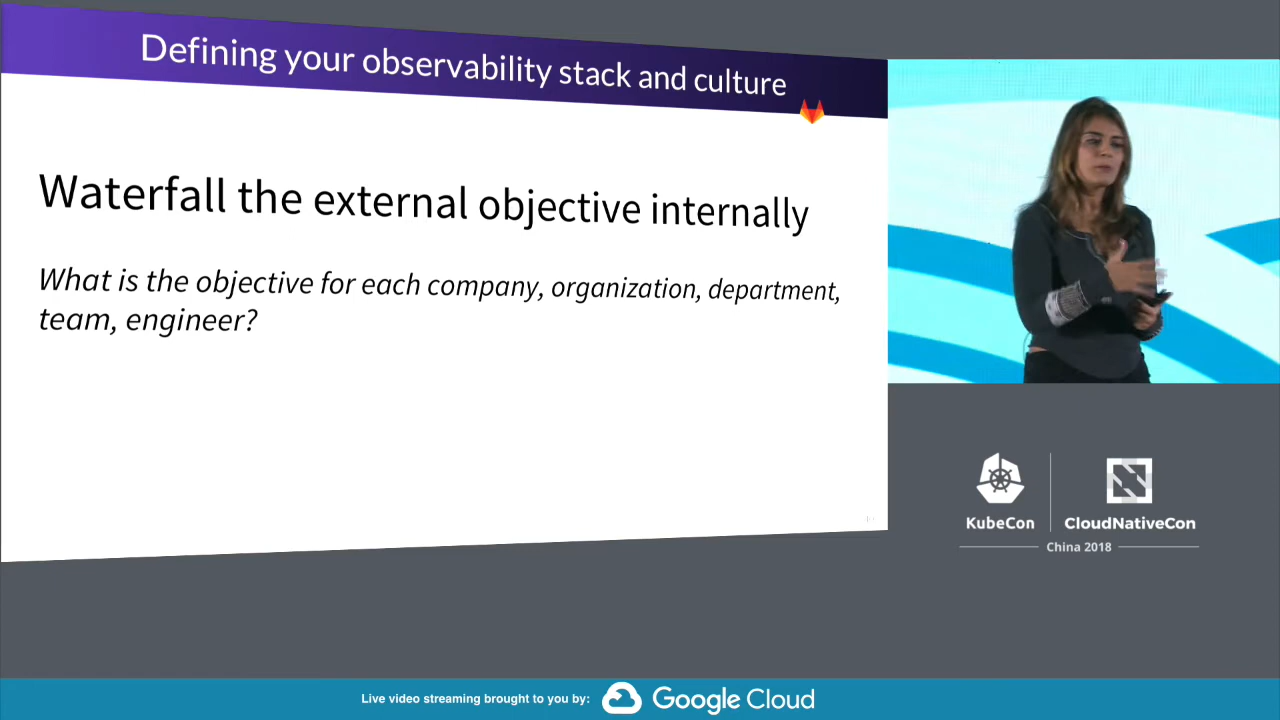 Defining your observability stack and culture
Waterfall the external objective internally
What is the objective for each company, organization, department,
team, engineer?
KubeCon
CloudNativeCon
China 2018
Live video streaming brought to you by:
Google Cloud